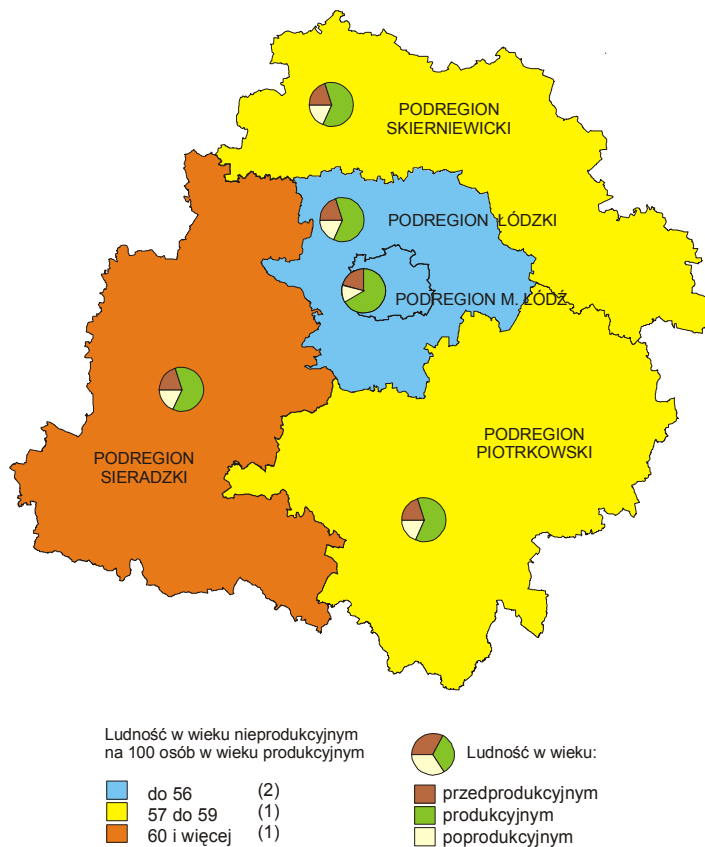 PODREGION
SKIERNIEWICKI
PODREGION ŁÓDZKI
PODREGION M. ŁÓDŹ
PODREGION
PIOTRKOWSKI
PODREGION
SIERADZKI
Ludność w wieku nieprodukcyjnym
na 100 osób w wieku produkcyjnym
do 56 (2)
57 do 59 (1)
60 i więcej (1)
Ludność w wieku:
przedprodukcyjnym
produkcyjnym
poprodukcyjnym